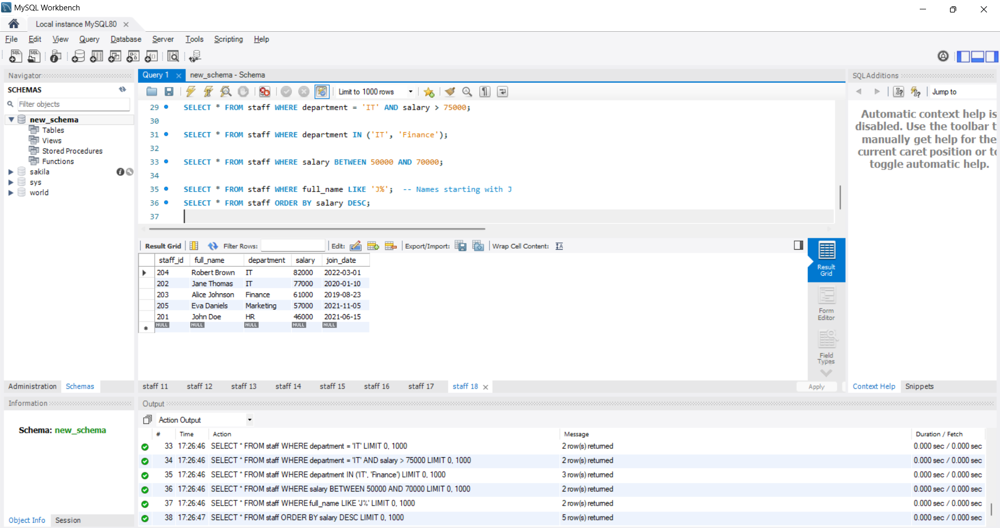 MySQL Workbench
Local instance MySQL80
File Edit View Query Database Server Tools Scripting Help
Navigator
SCHEMAS
Filter objects
new_schema
Tables
Views
Stored Procedures
Functions
sakila
sys
world
Administration Schemas
Information
Schema: new_schema
Object Info Session
Query 1 new_schema - Schema
Limit to 1000 rows
29 SELECT * FROM staff WHERE department = 'IT' AND salary > 75000;
30
31 SELECT * FROM staff WHERE department IN ('IT', 'Finance');
32
33 SELECT * FROM staff WHERE salary BETWEEN 50000 AND 70000;
34
35 SELECT * FROM staff WHERE full_name LIKE 'J%'; -- Names starting with J
36 SELECT * FROM staff ORDER BY salary DESC;
37
Result Grid Filter Rows: Edit: Export/Import: Wrap Cell Content:
staff_id full_name department salary join_date
204 Robert Brown IT 82000 2022-03-01
202 Jane Thomas IT 77000 2020-01-10
203 Alice Johnson Finance 61000 2019-08-23
205 Eva Daniels Marketing 57000 2021-11-05
201 John Doe HR 46000 2021-06-15
NULL NULL NULL NULL NULL
Result
Grid
Form
Editor
Field
Types
staff 11 staff 12 staff 13 staff 14 staff 15 staff 16 staff 17 staff 18
Apply
SQLAdditions
Jump to
Automatic context help is
disabled. Use the toolbar t
manually get help for the
current caret position or to
toggle automatic help.
Context Help Snippets
Output
Action Output
# Time Action Message Duration / Fetch
33 17:26:46 SELECT * FROM staff WHERE department = 'IT' LIMIT 0, 1000 2 row(s) returned 0.000 sec / 0.000 sec
34 17:26:46 SELECT * FROM staff WHERE department = 'IT' AND salary > 75000 LIMIT 0, 1000 2 row(s) returned 0.000 sec / 0.000 sec
35 17:26:46 SELECT * FROM staff WHERE department IN ('IT', 'Finance') LIMIT 0, 1000 3 row(s) returned 0.000 sec / 0.000 sec
36 17:26:46 SELECT * FROM staff WHERE salary BETWEEN 50000 AND 70000 LIMIT 0, 1000 2 row(s) returned 0.000 sec / 0.000 sec
37 17:26:46 SELECT * FROM staff WHERE full_name LIKE 'J%' LIMIT 0, 1000 2 row(s) returned 0.000 sec / 0.000 sec
38 17:26:47 SELECT * FROM staff ORDER BY salary DESC LIMIT 0, 1000 5 row(s) returned 0.000 sec / 0.000 sec